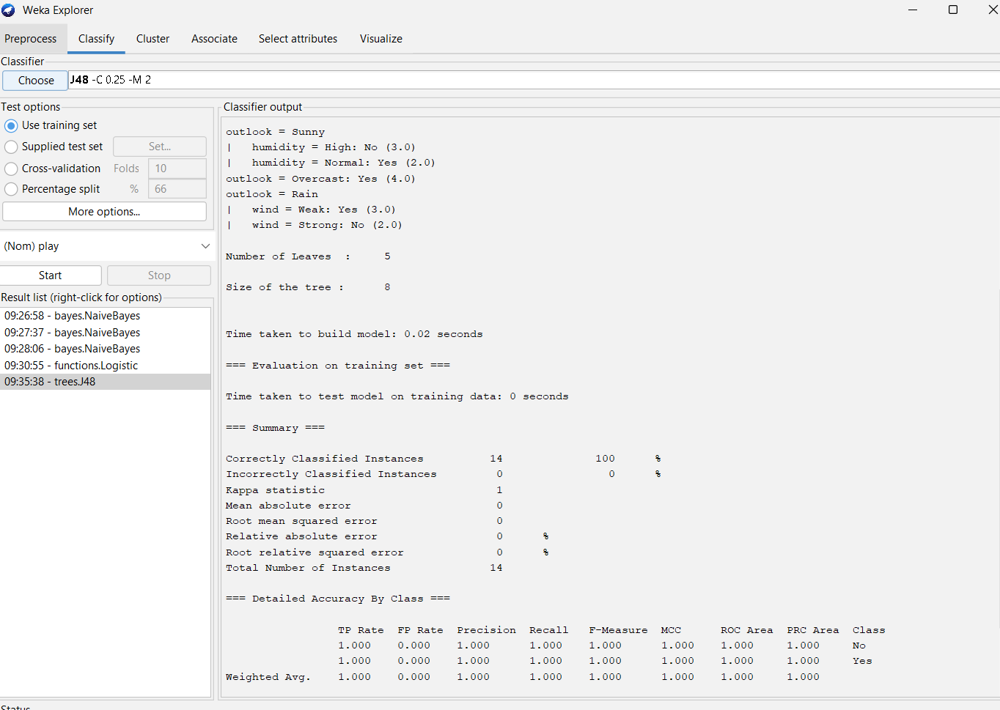 Weka Explorer
Preprocess Classify Cluster Associate Select attributes Visualize
Classifier
Choose J48 -C 0.25 -M 2
Test options
Use training set
Supplied test set Set...
Cross-validation Folds 10
Percentage split % 66
More options...
(Nom) play
Start Stop
Result list (right-click for options)
09:26:58 - bayes.NaiveBayes
09:27:37 - bayes.NaiveBayes
09:28:06 - bayes.NaiveBayes
09:30:55 - functions.Logistic
09:35:38 - trees.J48
Classifier output
outlook = Sunny
|   humidity = High: No (3.0)
|   humidity = Normal: Yes (2.0)
outlook = Overcast: Yes (4.0)
outlook = Rain
|   wind = Weak: Yes (3.0)
|   wind = Strong: No (2.0)
Number of Leaves  :     5
Size of the tree :      8
Time taken to build model: 0.02 seconds
=== Evaluation on training set ===
Time taken to test model on training data: 0 seconds
=== Summary ===
Correctly Classified Instances 14 100 %
Incorrectly Classified Instances 0 0 %
Kappa statistic 1
Mean absolute error 0
Root mean squared error 0
Relative absolute error 0 %
Root relative squared error 0 %
Total Number of Instances 14
=== Detailed Accuracy By Class ===
TP Rate FP Rate Precision Recall F-Measure MCC ROC Area PRC Area Class
1.000 0.000 1.000 1.000 1.000 1.000 1.000 1.000 No
1.000 0.000 1.000 1.000 1.000 1.000 1.000 1.000 Yes
Weighted Avg. 1.000 0.000 1.000 1.000 1.000 1.000 1.000 1.000
Status